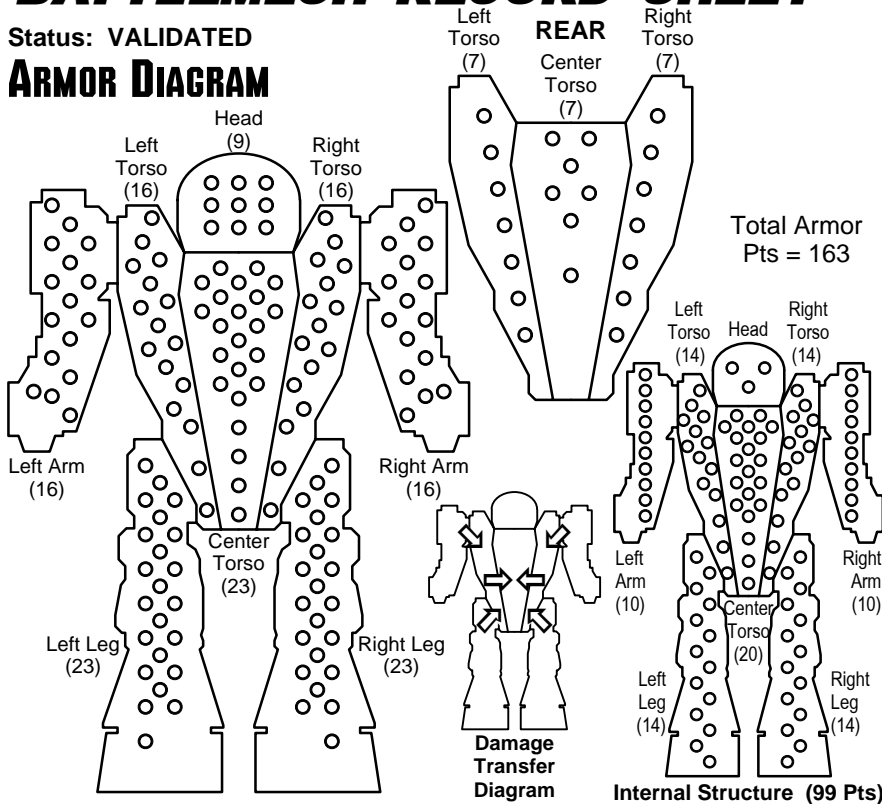 BATTLEMECH RECORD SHEET
Status: VALIDATED
ARMOR DIAGRAM
Head
(9)
Left
Torso
(16)
Right
Torso
(16)
Left Arm
(16)
Right Arm
(16)
Center
Torso
(23)
Left Leg
(23)
Right Leg
(23)
REAR
Left
Torso
(7)
Center
Torso
(7)
Right
Torso
(7)
Total Armor
Pts = 163
Damage
Transfer
Diagram
Left
Torso
(14)
Head
Right
Torso
(14)
Left
Arm
(10)
Right
Arm
(10)
Center
Torso
(20)
Left
Leg
(14)
Right
Leg
(14)
Internal Structure (99 Pts)